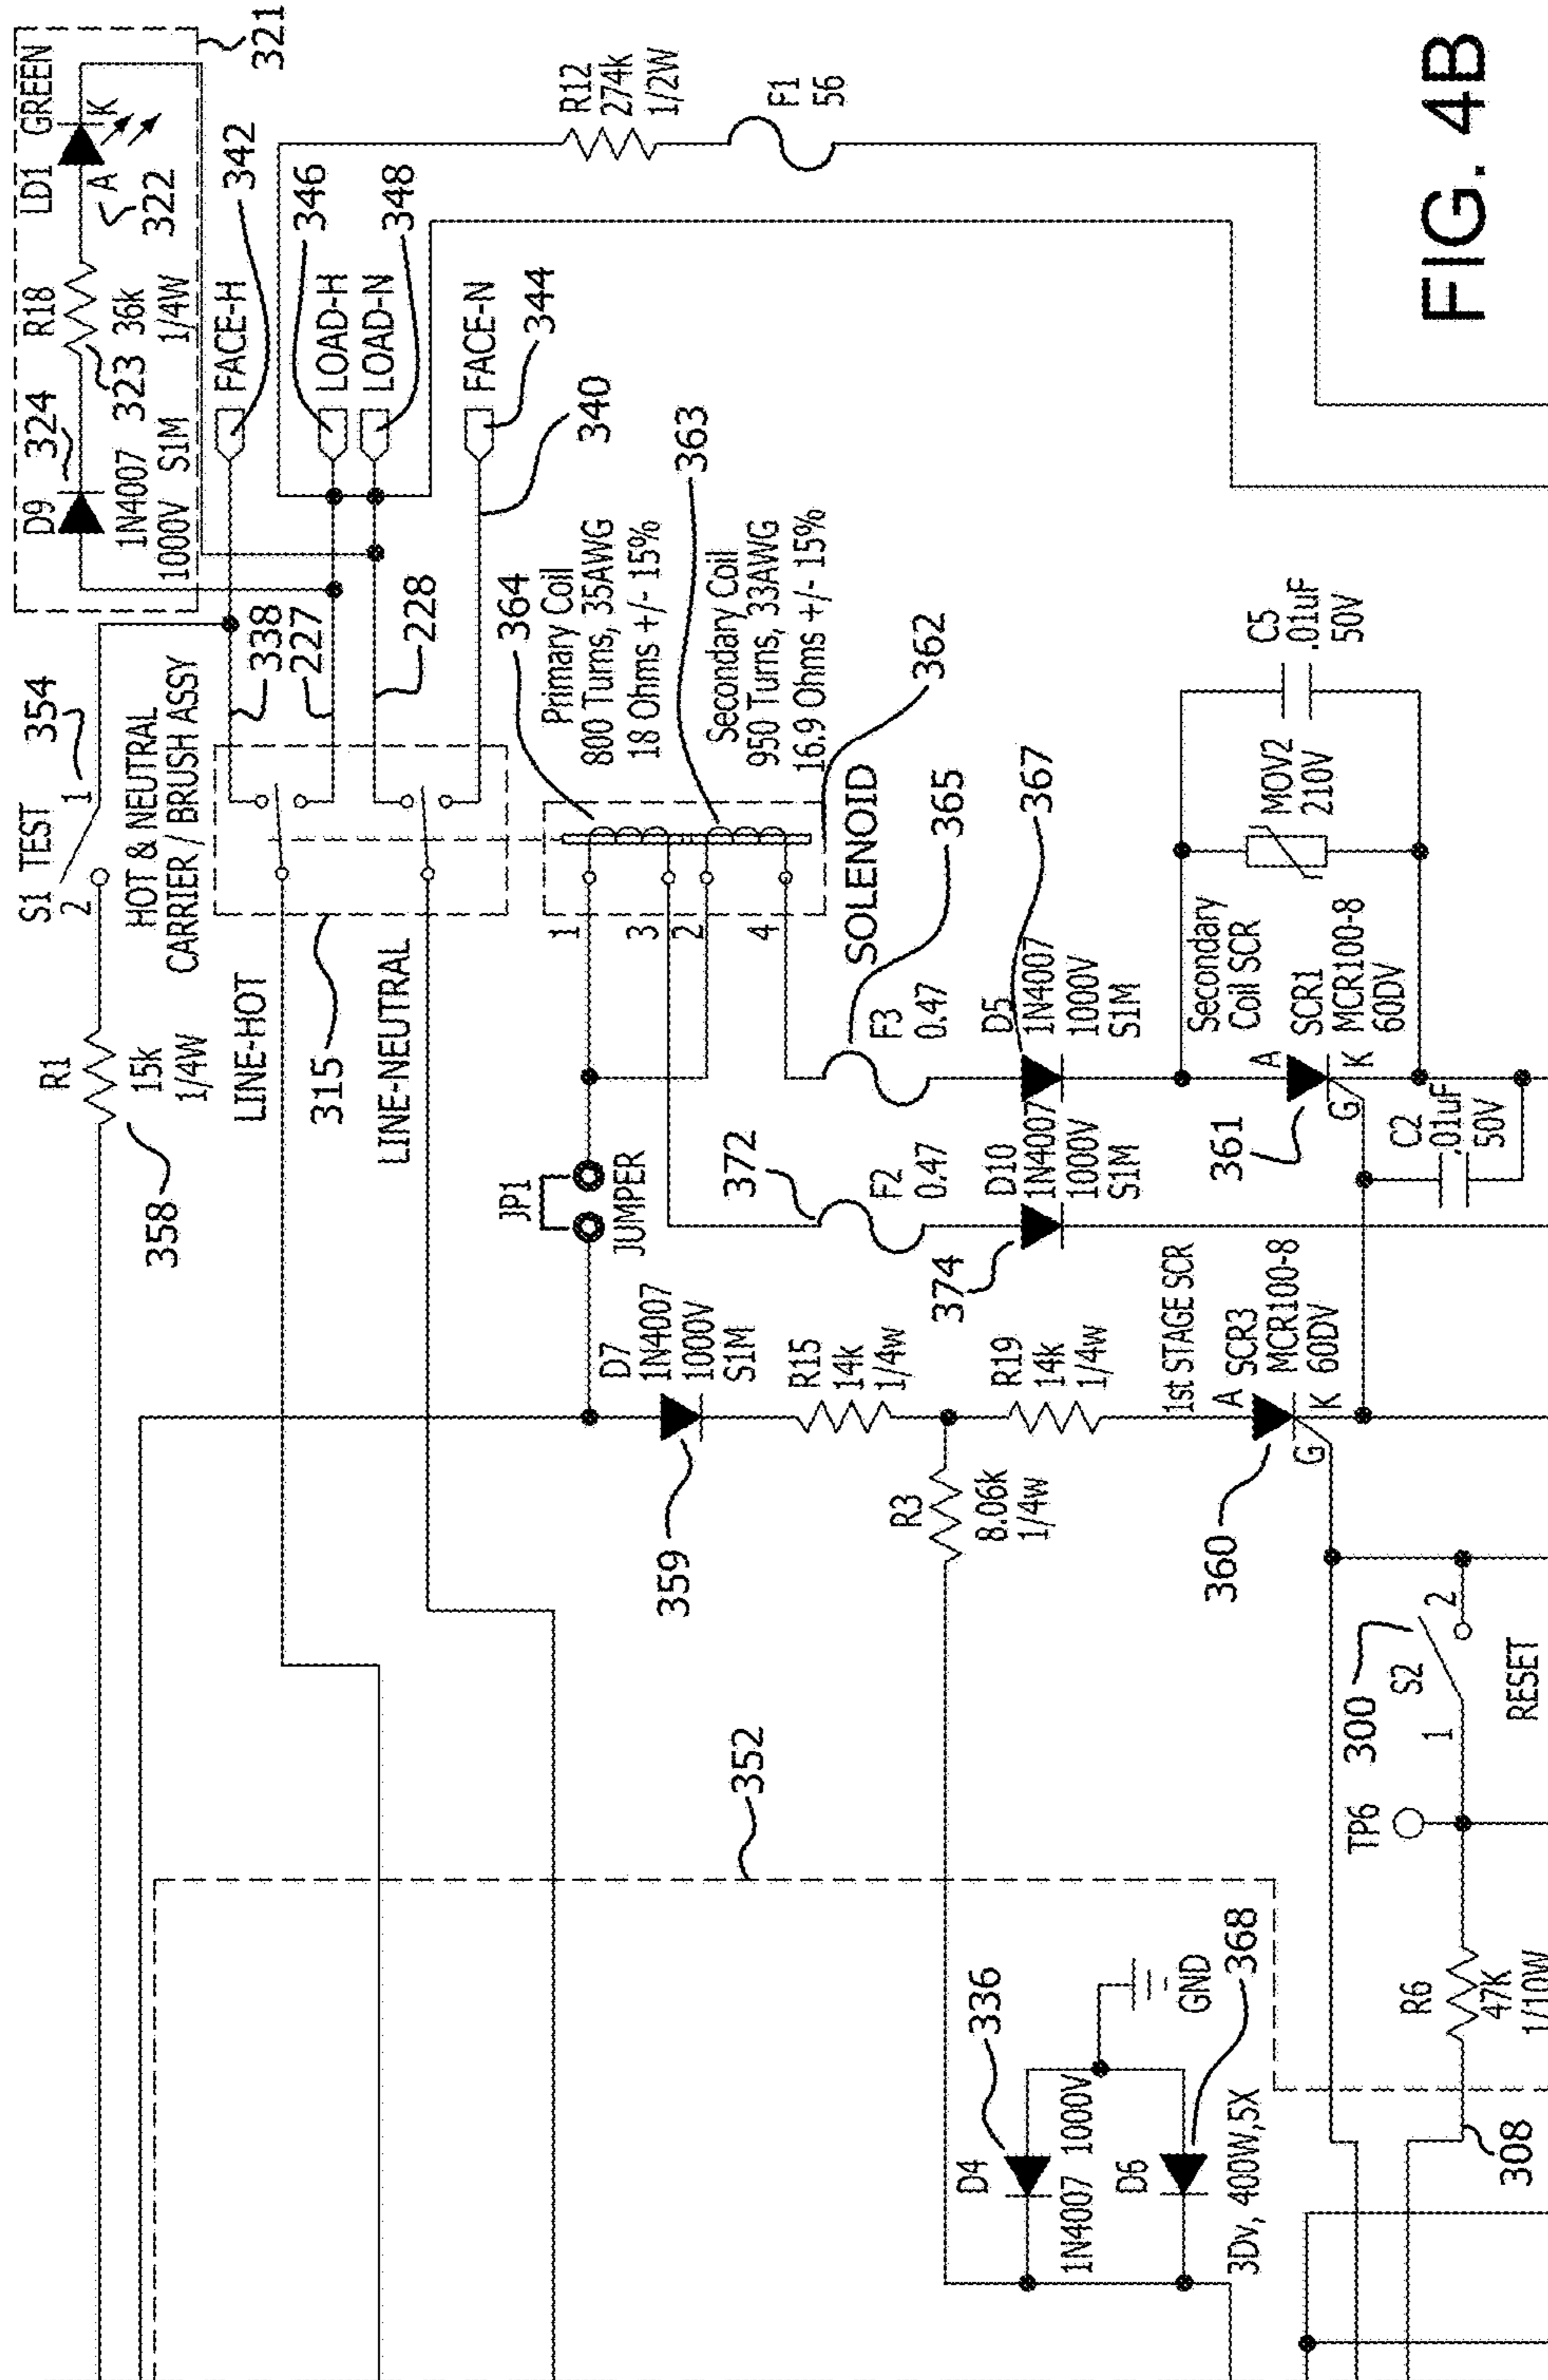 S1 TEST
2
1
354
HOT & NEUTRAL
CARRIER / BRUSH ASSY
R1
15k
1/4W
358
D9
324
1N4007
1000V S1M
R18
323
36k
1/4W
LD1 GREEN
A
K
322
321
FACE-H
342
LOAD-H
346
LOAD-N
348
FACE-N
344
340
338
227
228
R12
274k
1/2W
F1
56
LINE-HOT
315
LINE-NEUTRAL
364
Primary Coil
800 Turns, 35AWG
18 Ohms +/- 15%
363
Secondary Coil
950 Turns, 33AWG
16.9 Ohms +/- 15%
362
1
3
2
4
SOLENOID
JP1
JUMPER
372
F2
0.47
365
F3
0.47
D10
1N4007
1000V
S1M
374
D5
1N4007
1000V
S1M
367
D7
1N4007
1000V
S1M
359
R15
14k
1/4w
R19
14k
1/4w
R3
8.06k
1/4w
1st STAGE SCR
A
SCR3
MCR100-8
60DV
K
G
360
Secondary
Coil SCR
A
SCR1
MCR100-8
60DV
K
G
361
MOV2
210V
C5
.01uF
50V
C2
.01uF
50V
352
336
D4
1N4007 1000V
GND
D6
368
3Dv, 400W,5X
300
S2
1
2
RESET
TP6
R6
47K
1/10W
308
FIG. 4B